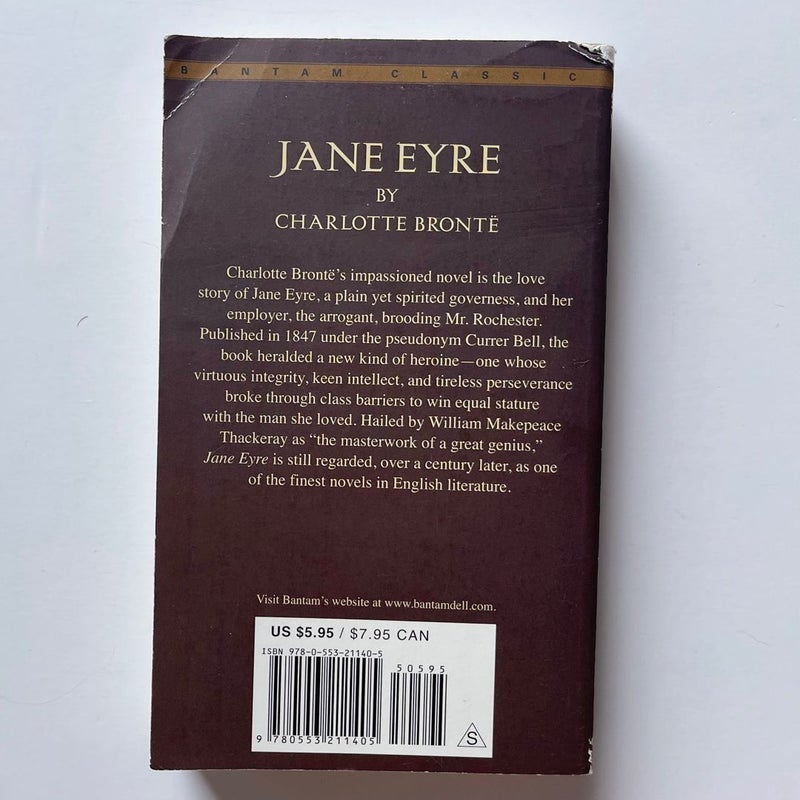 BANTAM CLASSIC
JANE EYRE
BY
CHARLOTTE BRONTË
Charlotte Brontë's impassioned novel is the love
story of Jane Eyre, a plain yet spirited governess, and her
employer, the arrogant, brooding Mr. Rochester.
Published in 1847 under the pseudonym Currer Bell, the
book heralded a new kind of heroine—one whose
virtuous integrity, keen intellect, and tireless perseverance
broke through class barriers to win equal stature
with the man she loved. Hailed by William Makepeace
Thackeray as “the masterwork of a great genius,”
Jane Eyre is still regarded, over a century later, as one
of the finest novels in English literature.
Visit Bantam's website at www.bantamdell.com.
US $5.95 / $7.95 CAN
ISBN 978-0-553-21140-5
50595
9 780553 211405
S